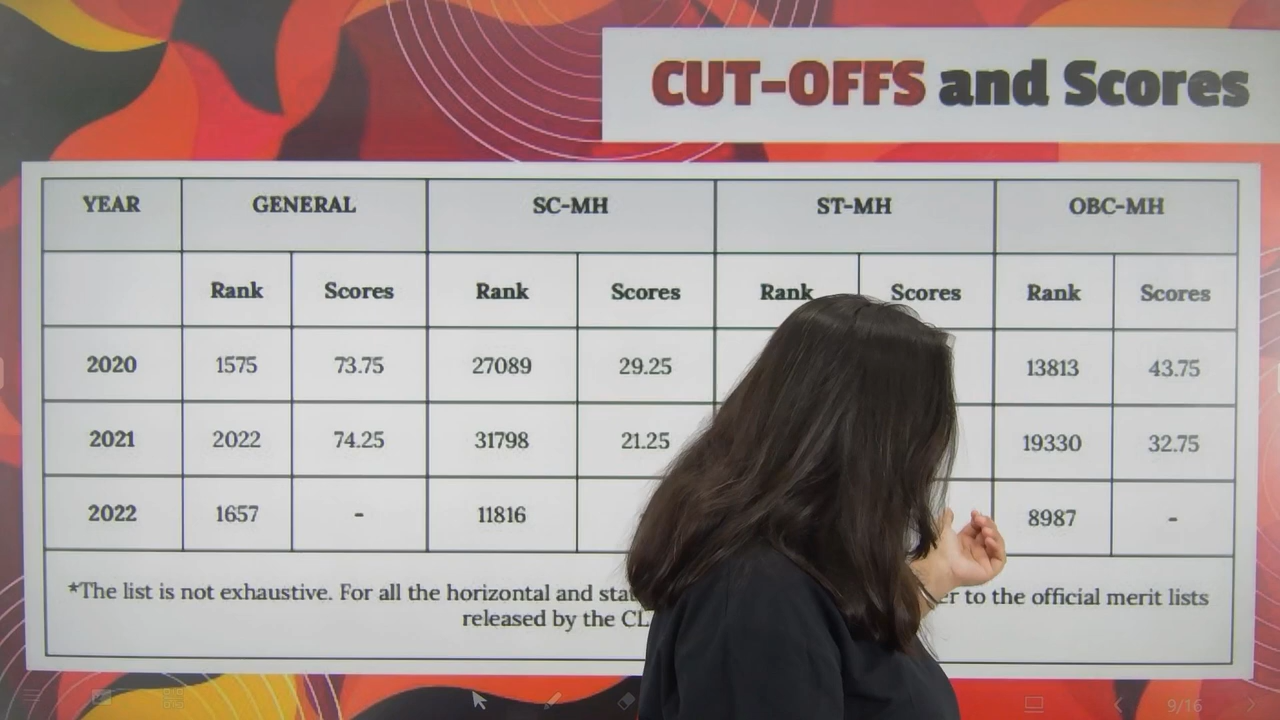 CUT-OFFS and Scores
YEAR GENERAL SC-MH ST-MH OBC-MH
Rank Scores Rank Scores Rank Scores Rank Scores
2020 1575 73.75 27089 29.25 13813 43.75
2021 2022 74.25 31798 21.25 19330 32.75
2022 1657 - 11816 8987 -
*The list is not exhaustive. For all the horizontal and to the official merit lists
released by the
9/16